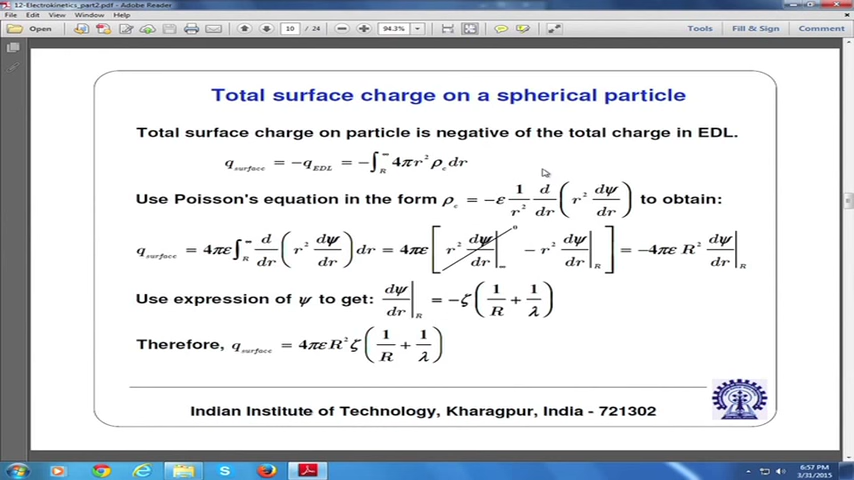 12-Electrokinetics_part2.pdf - Adobe Reader
File Edit View Window Help
Open 10 / 24 94.3% Tools Fill & Sign Comment
Total surface charge on a spherical particle
Total surface charge on particle is negative of the total charge in EDL.
q_surface = −q_EDL = −∫_R^∞ 4πr² ρ_e dr
Use Poisson's equation in the form ρ_e = −ε 1/r² d/dr (r² dψ/dr) to obtain:
q_surface = 4πε ∫_R^∞ d/dr (r² dψ/dr) dr = 4πε [r² dψ/dr|_∞ 0 − r² dψ/dr|_R] = −4πε R² dψ/dr|_R
Use expression of ψ to get: dψ/dr|_R = −ζ (1/R + 1/λ)
Therefore, q_surface = 4πε R² ζ (1/R + 1/λ)
Indian Institute of Technology, Kharagpur, India - 721302
6:57 PM
3/31/2015